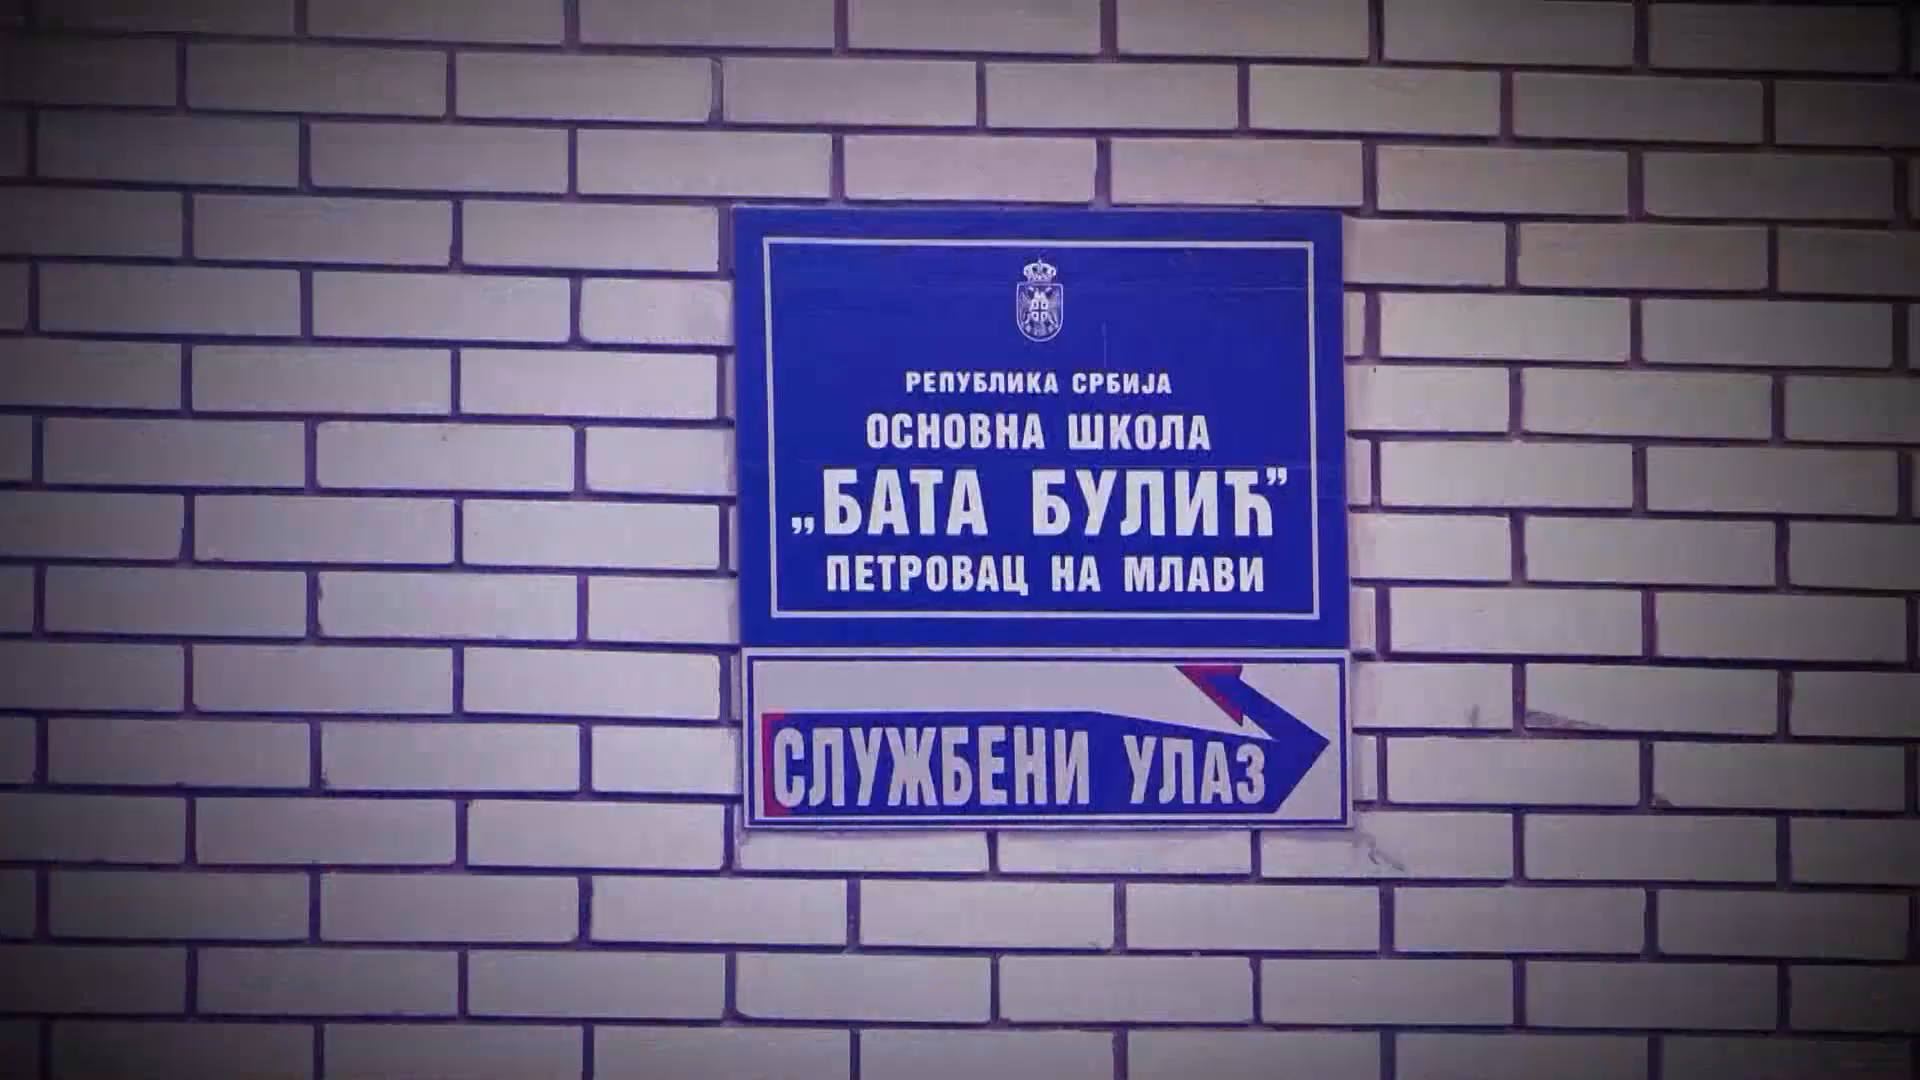 РЕПУБЛИКА СРБИЈА
ОСНОВНА ШКОЛА
„БАТА БУЛИЋ”
ПЕТРОВАЦ НА МЛАВИ
СЛУЖБЕНИ УЛАЗ